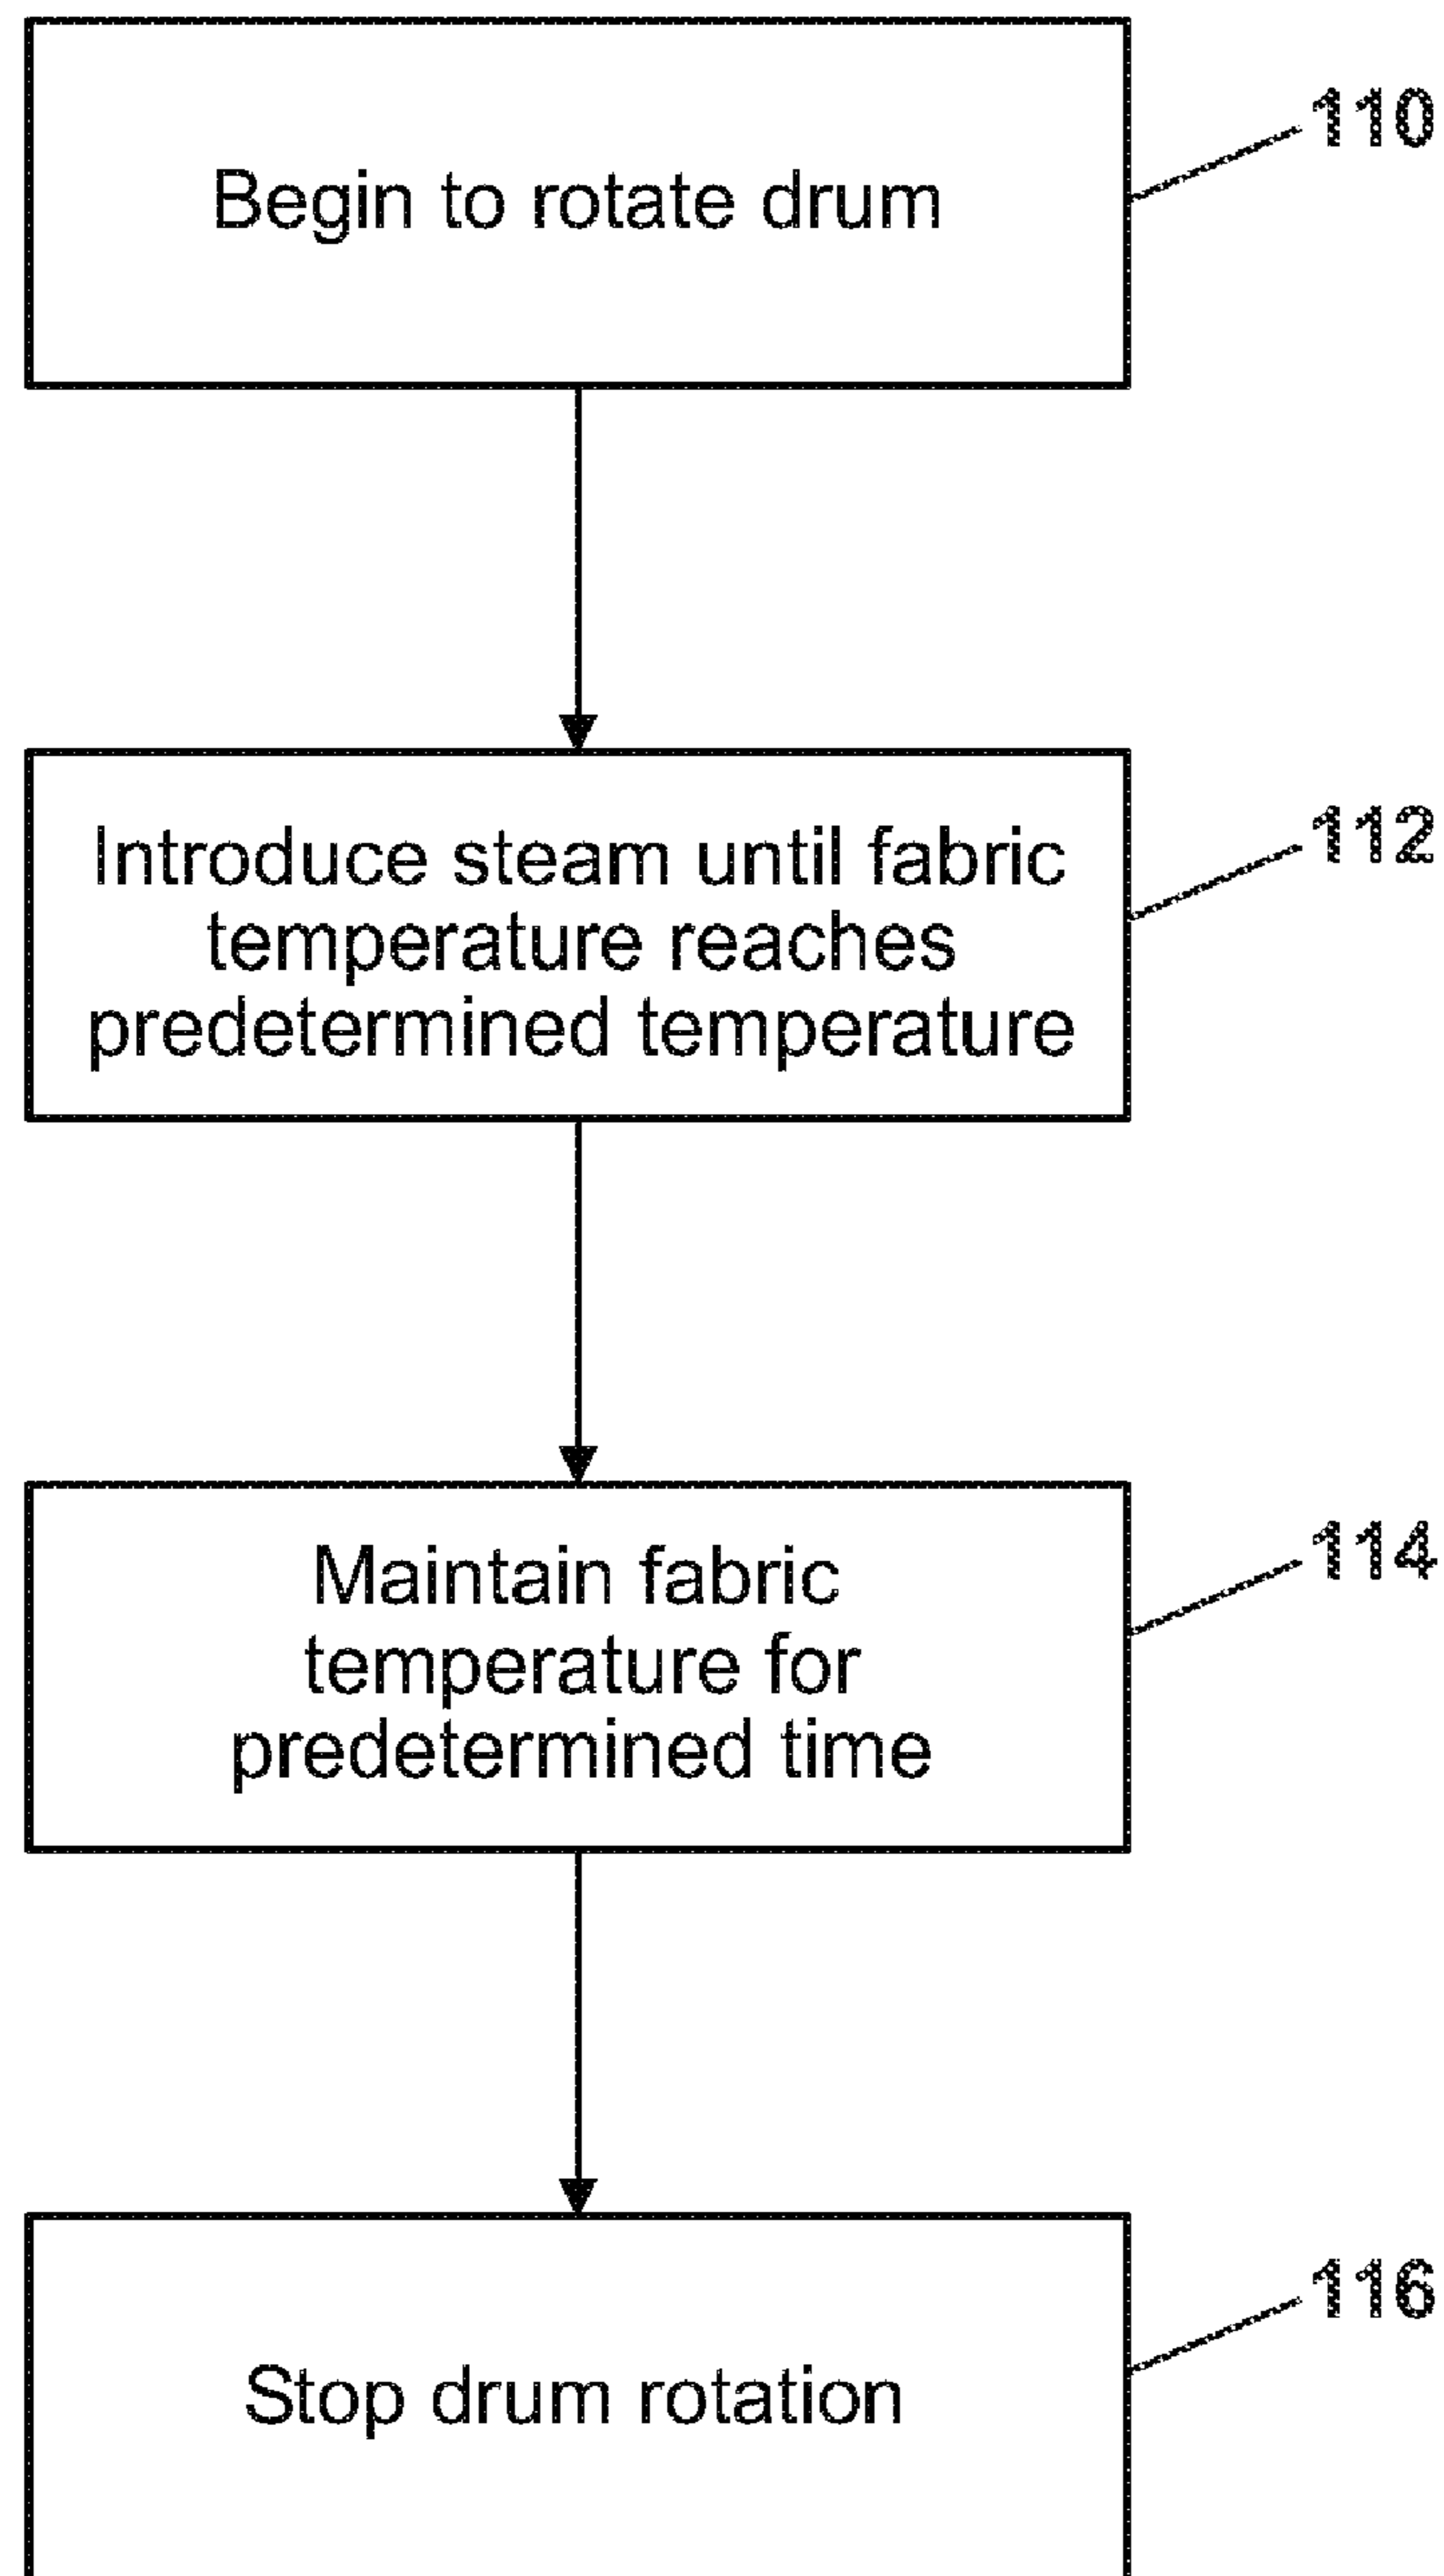 Begin to rotate drum
110
Introduce steam until fabric
temperature reaches
predetermined temperature
112
Maintain fabric
temperature for
predetermined time
114
Stop drum rotation
116